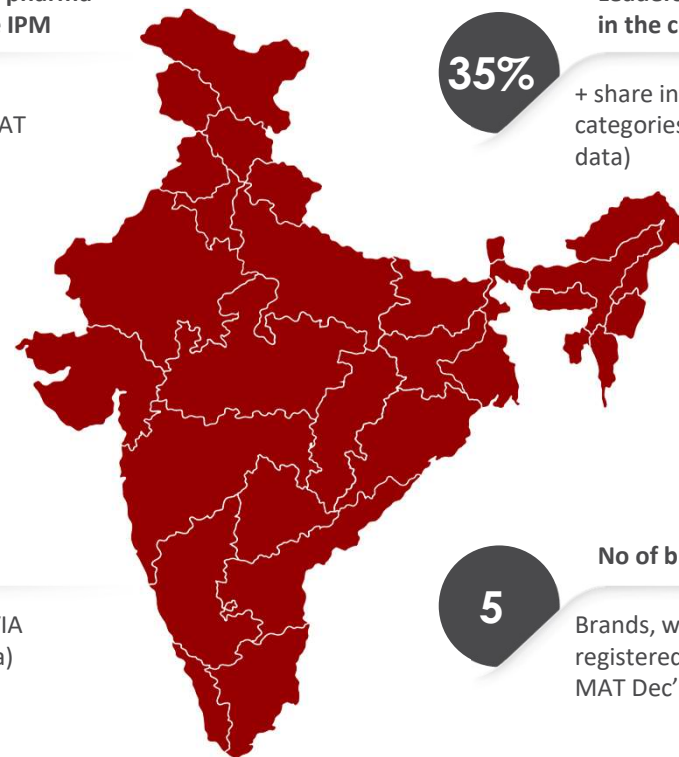 pharma
IPM
AT
35%
in the c
+ share in
categories
data)
IA
a)
5
No of b
Brands, w
registered
MAT Dec'